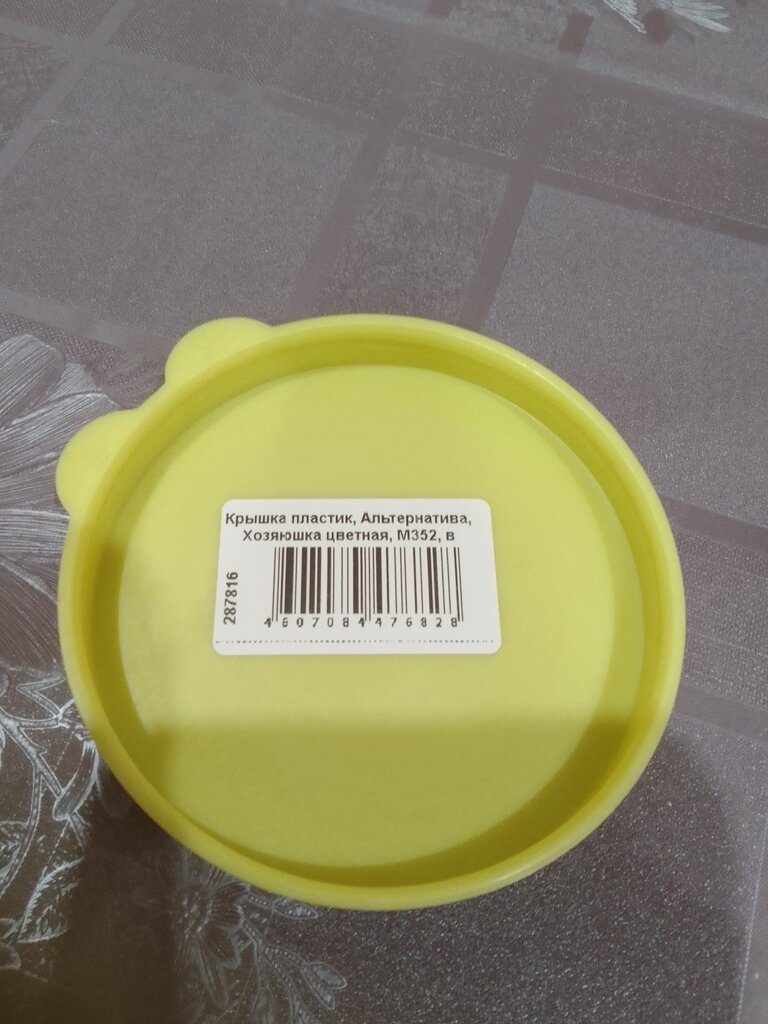 Крышка пластик, Альтернатива,
Хозяюшка цветная, М352, в
287816
4607084476828